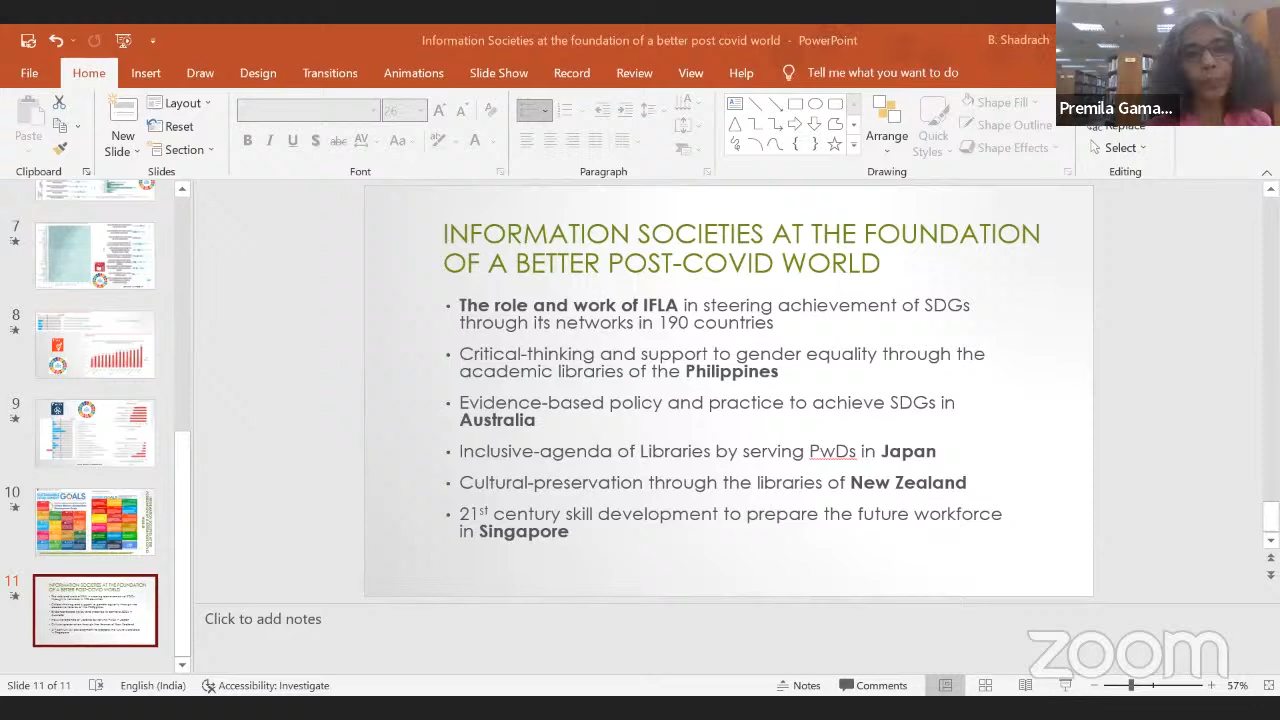 Information Societies at the foundation of a better post covid world - PowerPoint
B. Shadrach
File Home Insert Draw Design Transitions Animations Slide Show Record Review View Help Tell me what you want to do
Premila Gama...
Paste
New
Slide
Layout
Reset
Section
Arrange
Quick
Styles
Shape Fill
Shape Outline
Shape Effects
Replace
Select
Clipboard Slides Font Paragraph Drawing Editing
7
8
9
10
11
INFORMATION SOCIETIES AT THE FOUNDATION
OF A BETTER POST-COVID WORLD
• The role and work of IFLA in steering achievement of SDGs
through its networks in 190 countries
• Critical-thinking and support to gender equality through the
academic libraries of the Philippines
• Evidence-based policy and practice to achieve SDGs in
Australia
• Inclusive-agenda of Libraries by serving PwDs in Japan
• Cultural-preservation through the libraries of New Zealand
• 21st century skill development to prepare the future workforce
in Singapore
Click to add notes
zoom
Slide 11 of 11 English (India) Accessibility: Investigate Notes Comments 57%